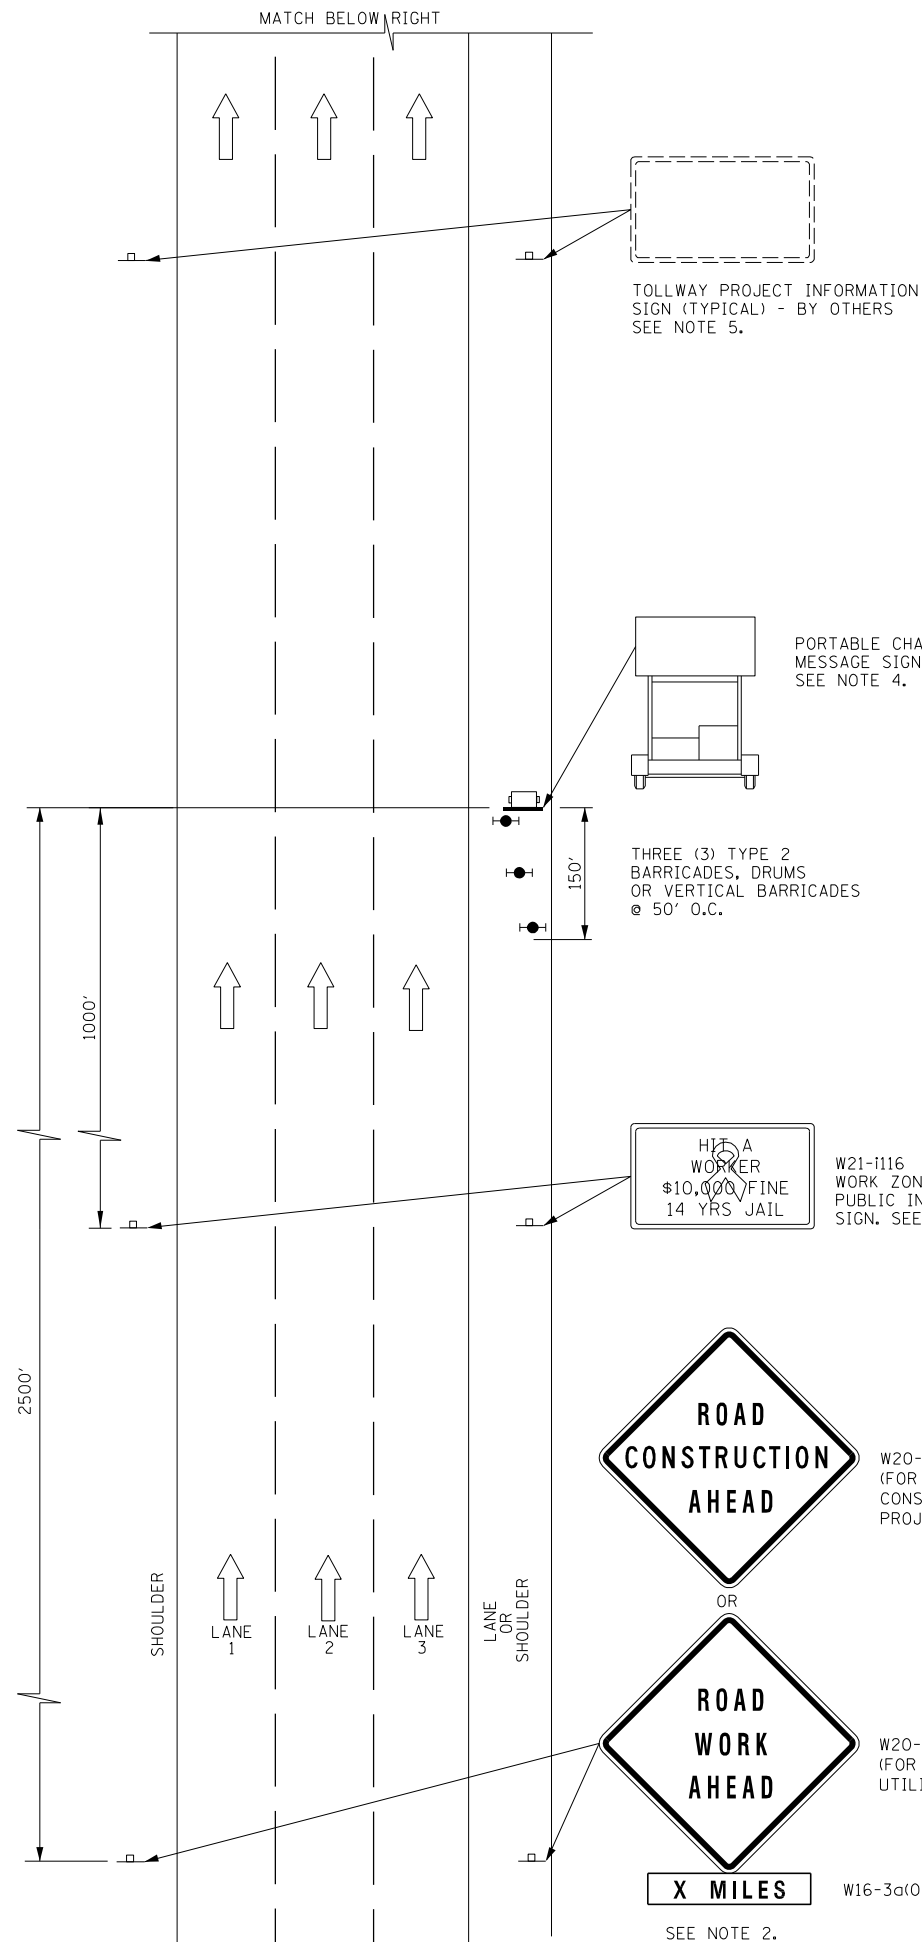 MATCH BELOW RIGHT
TOLLWAY PROJECT INFORMATION
SIGN (TYPICAL) - BY OTHERS
SEE NOTE 5.
PORTABLE CHA
MESSAGE SIGN
SEE NOTE 4.
150'
THREE (3) TYPE 2
BARRICADES, DRUMS
OR VERTICAL BARRICADES
@ 50' O.C.
1000'
HIT A
WORKER
$10,000 FINE
14 YRS JAIL
W21-i116
WORK ZON
PUBLIC IN
SIGN. SEE
2500'
ROAD
CONSTRUCTION
AHEAD
W20-
(FOR
CONS
PROJ
OR
SHOULDER
LANE
1
LANE
2
LANE
3
LANE
OR
SHOULDER
ROAD
WORK
AHEAD
W20-
(FOR
UTILI
X MILES
W16-3a(O
SEE NOTE 2.